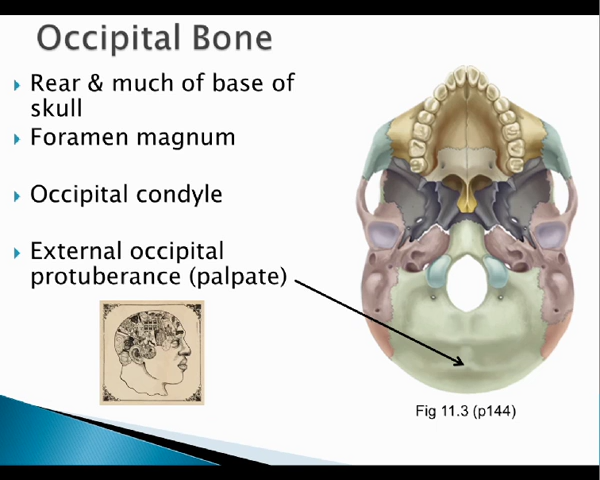 Occipital Bone
Rear & much of base of
skull
Foramen magnum
Occipital condyle
External occipital
protuberance (palpate)
Fig 11.3 (p144)